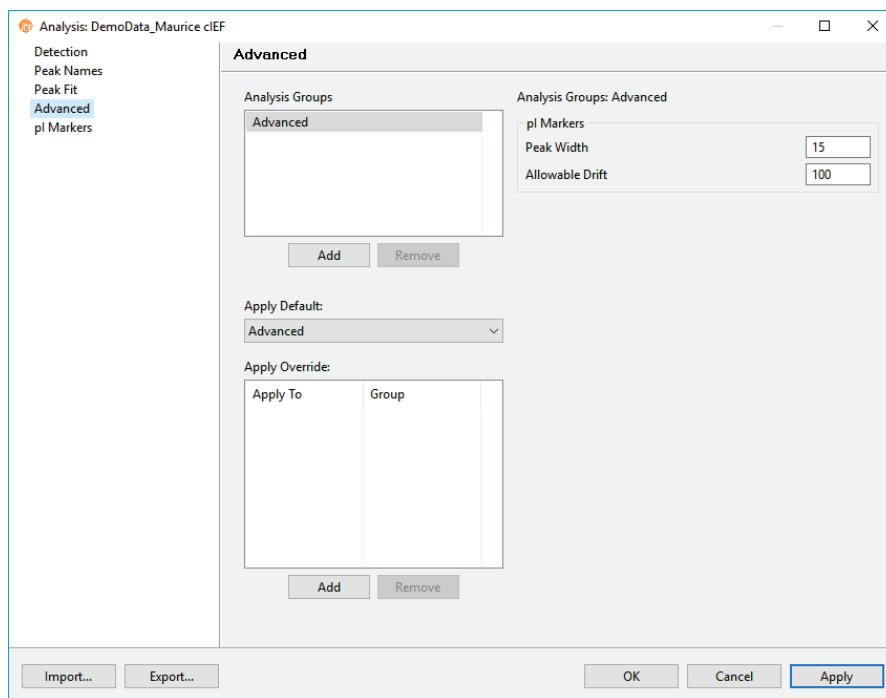 Analysis: DemoData_Maurice cIEF
Detection
Peak Names
Peak Fit
Advanced
pI Markers
Advanced
Analysis Groups
Advanced
Add
Remove
Apply Default:
Advanced
Apply Override:
Apply To
Group
Add
Remove
Analysis Groups: Advanced
pI Markers
Peak Width
15
Allowable Drift
100
Import...
Export...
OK
Cancel
Apply